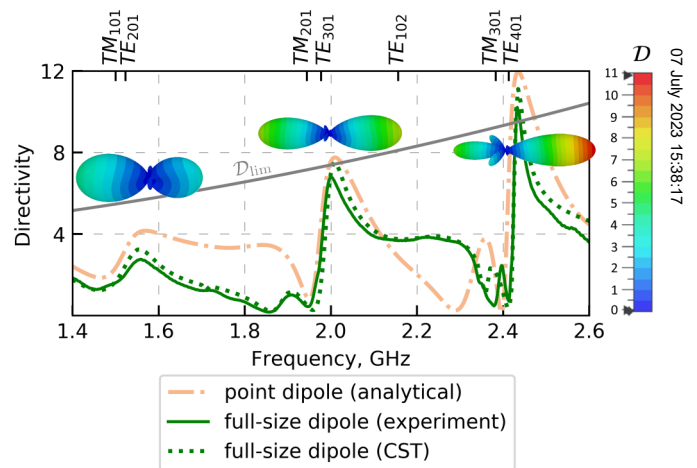 TM101
TE201
TM201
TE301
TE102
TM301
TE401
D
07 July 2023 15:38:17
12
8
4
Directivity
Dlim
11
10
9
8
7
6
5
4
3
2
1
0
1.4
1.6
1.8
2.0
2.2
2.4
2.6
Frequency, GHz
point dipole (analytical)
full-size dipole (experiment)
full-size dipole (CST)